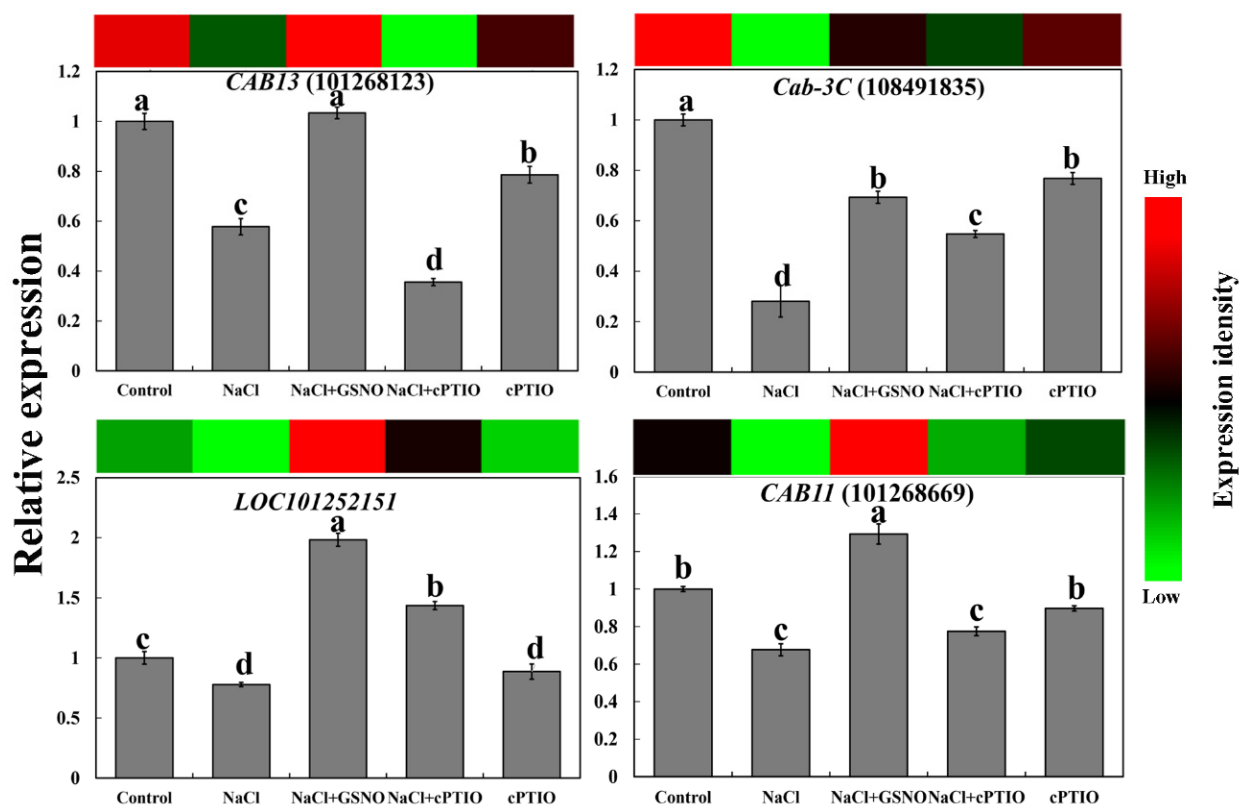 Relative expression
CAB13 (101268123)
1.2
1
0.8
0.6
0.4
0.2
0
a
c
a
d
b
Control NaCl NaCl+GSNO NaCl+cPTIO cPTIO
Cab-3C (108491835)
1.2
1
0.8
0.6
0.4
0.2
0
a
d
b
c
b
Control NaCl NaCl+GSNO NaCl+cPTIO cPTIO
LOC101252151
2.5
2
1.5
1
0.5
0
c
d
a
b
d
Control NaCl NaCl+GSNO NaCl+cPTIO cPTIO
CAB11 (101268669)
1.6
1.4
1.2
1
0.8
0.6
0.4
0.2
0
b
c
a
c
b
Control NaCl NaCl+GSNO NaCl+cPTIO cPTIO
High
Low
Expression identity